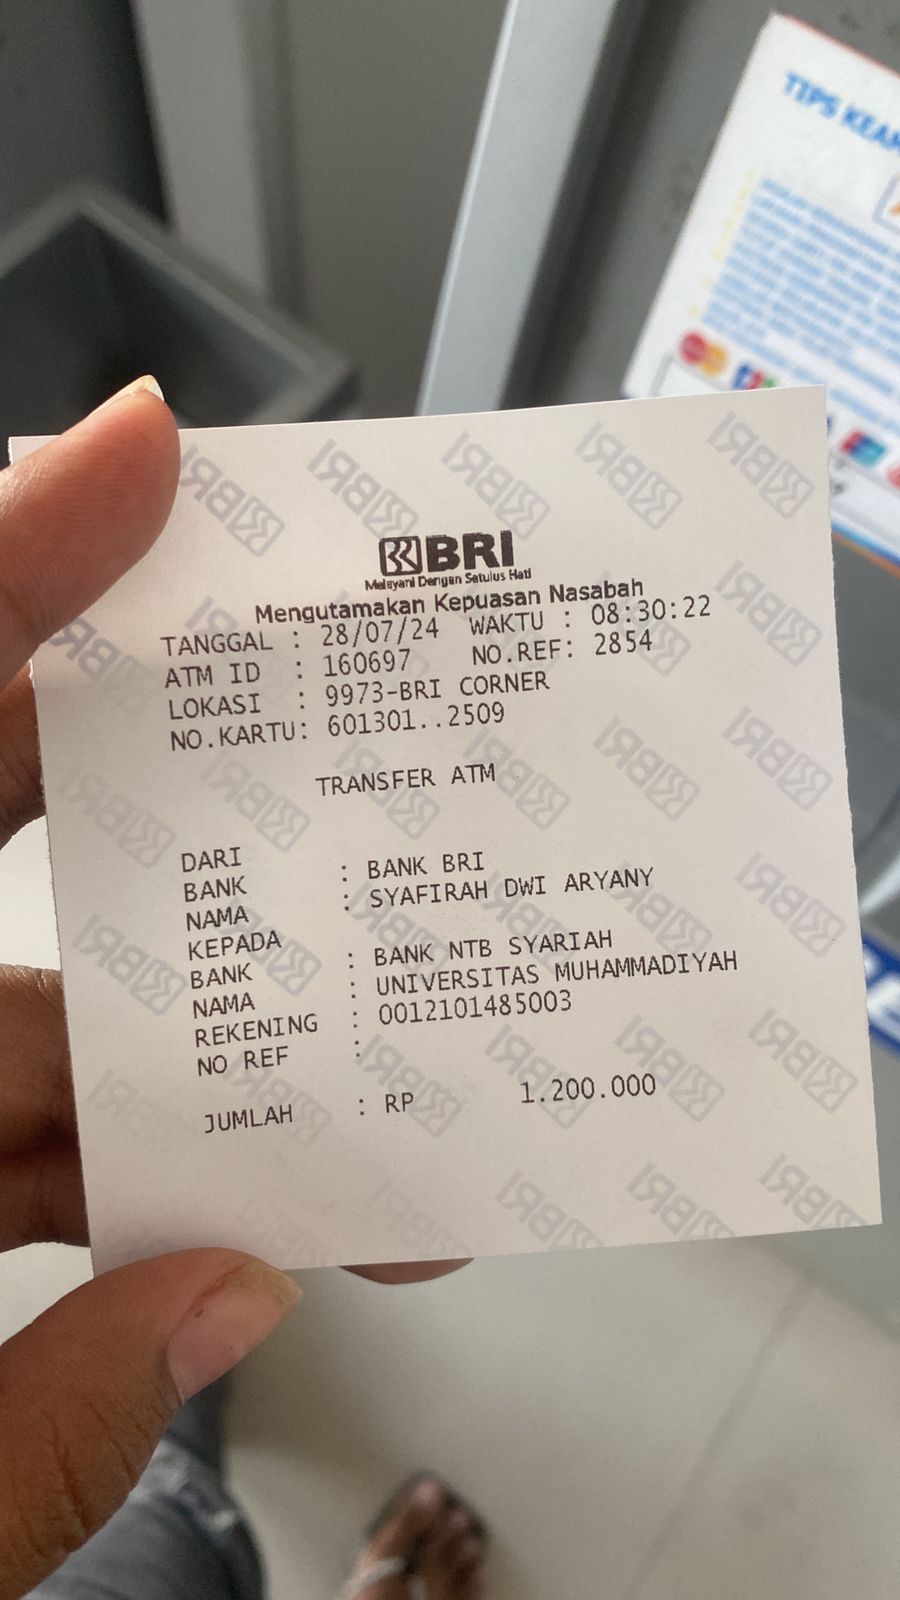 TIPS
BRI
Melayani Dengan Setulus Hati
Mengutamakan Kepuasan Nasabah
TANGGAL : 28/07/24 WAKTU : 08:30:22
ATM ID : 160697 NO.REF: 2854
LOKASI : 9973-BRI CORNER
NO.KARTU: 601301..2509
TRANSFER ATM
DARI
BANK : BANK BRI
NAMA : SYAFIRAH DWI ARYANY
KEPADA
BANK : BANK NTB SYARIAH
NAMA : UNIVERSITAS MUHAMMADIYAH
REKENING : 0012101485003
NO REF :
JUMLAH : RP 1.200.000